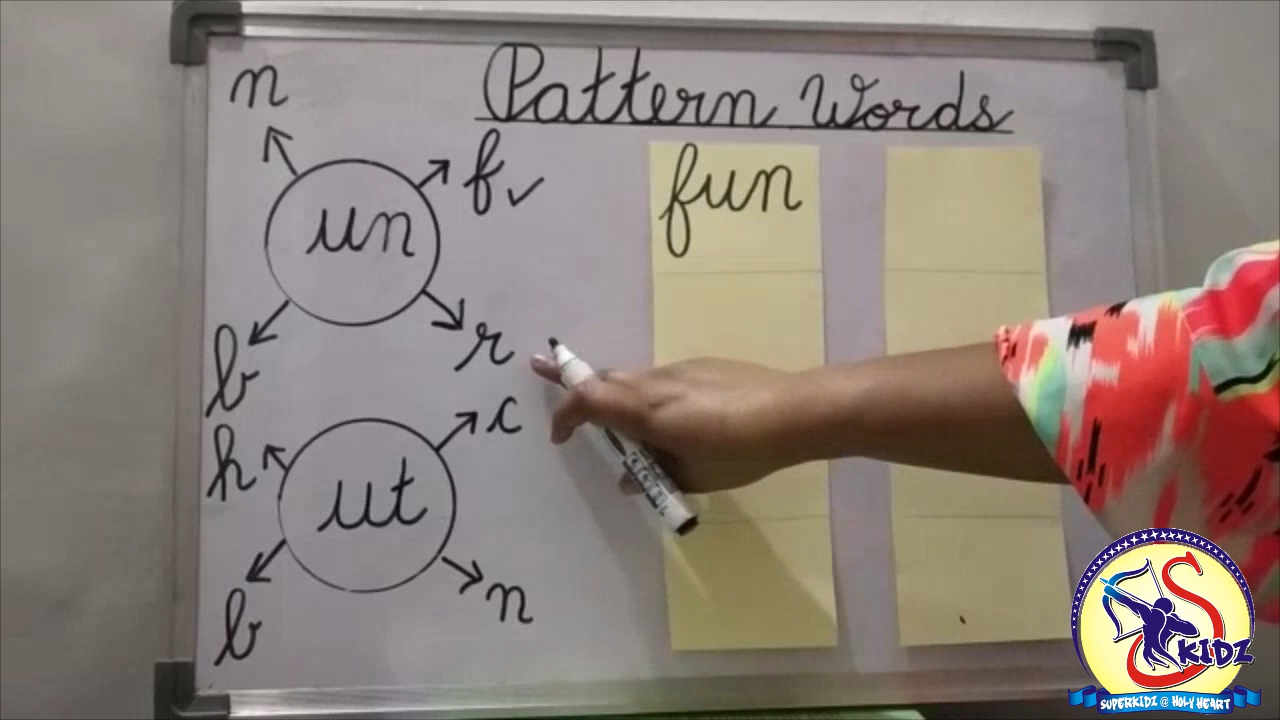 Pattern Words
n
f
un
b
r
fun
h
c
ut
b
n
S
KIDZ
SUPERKIDZ @ HOLY HEART